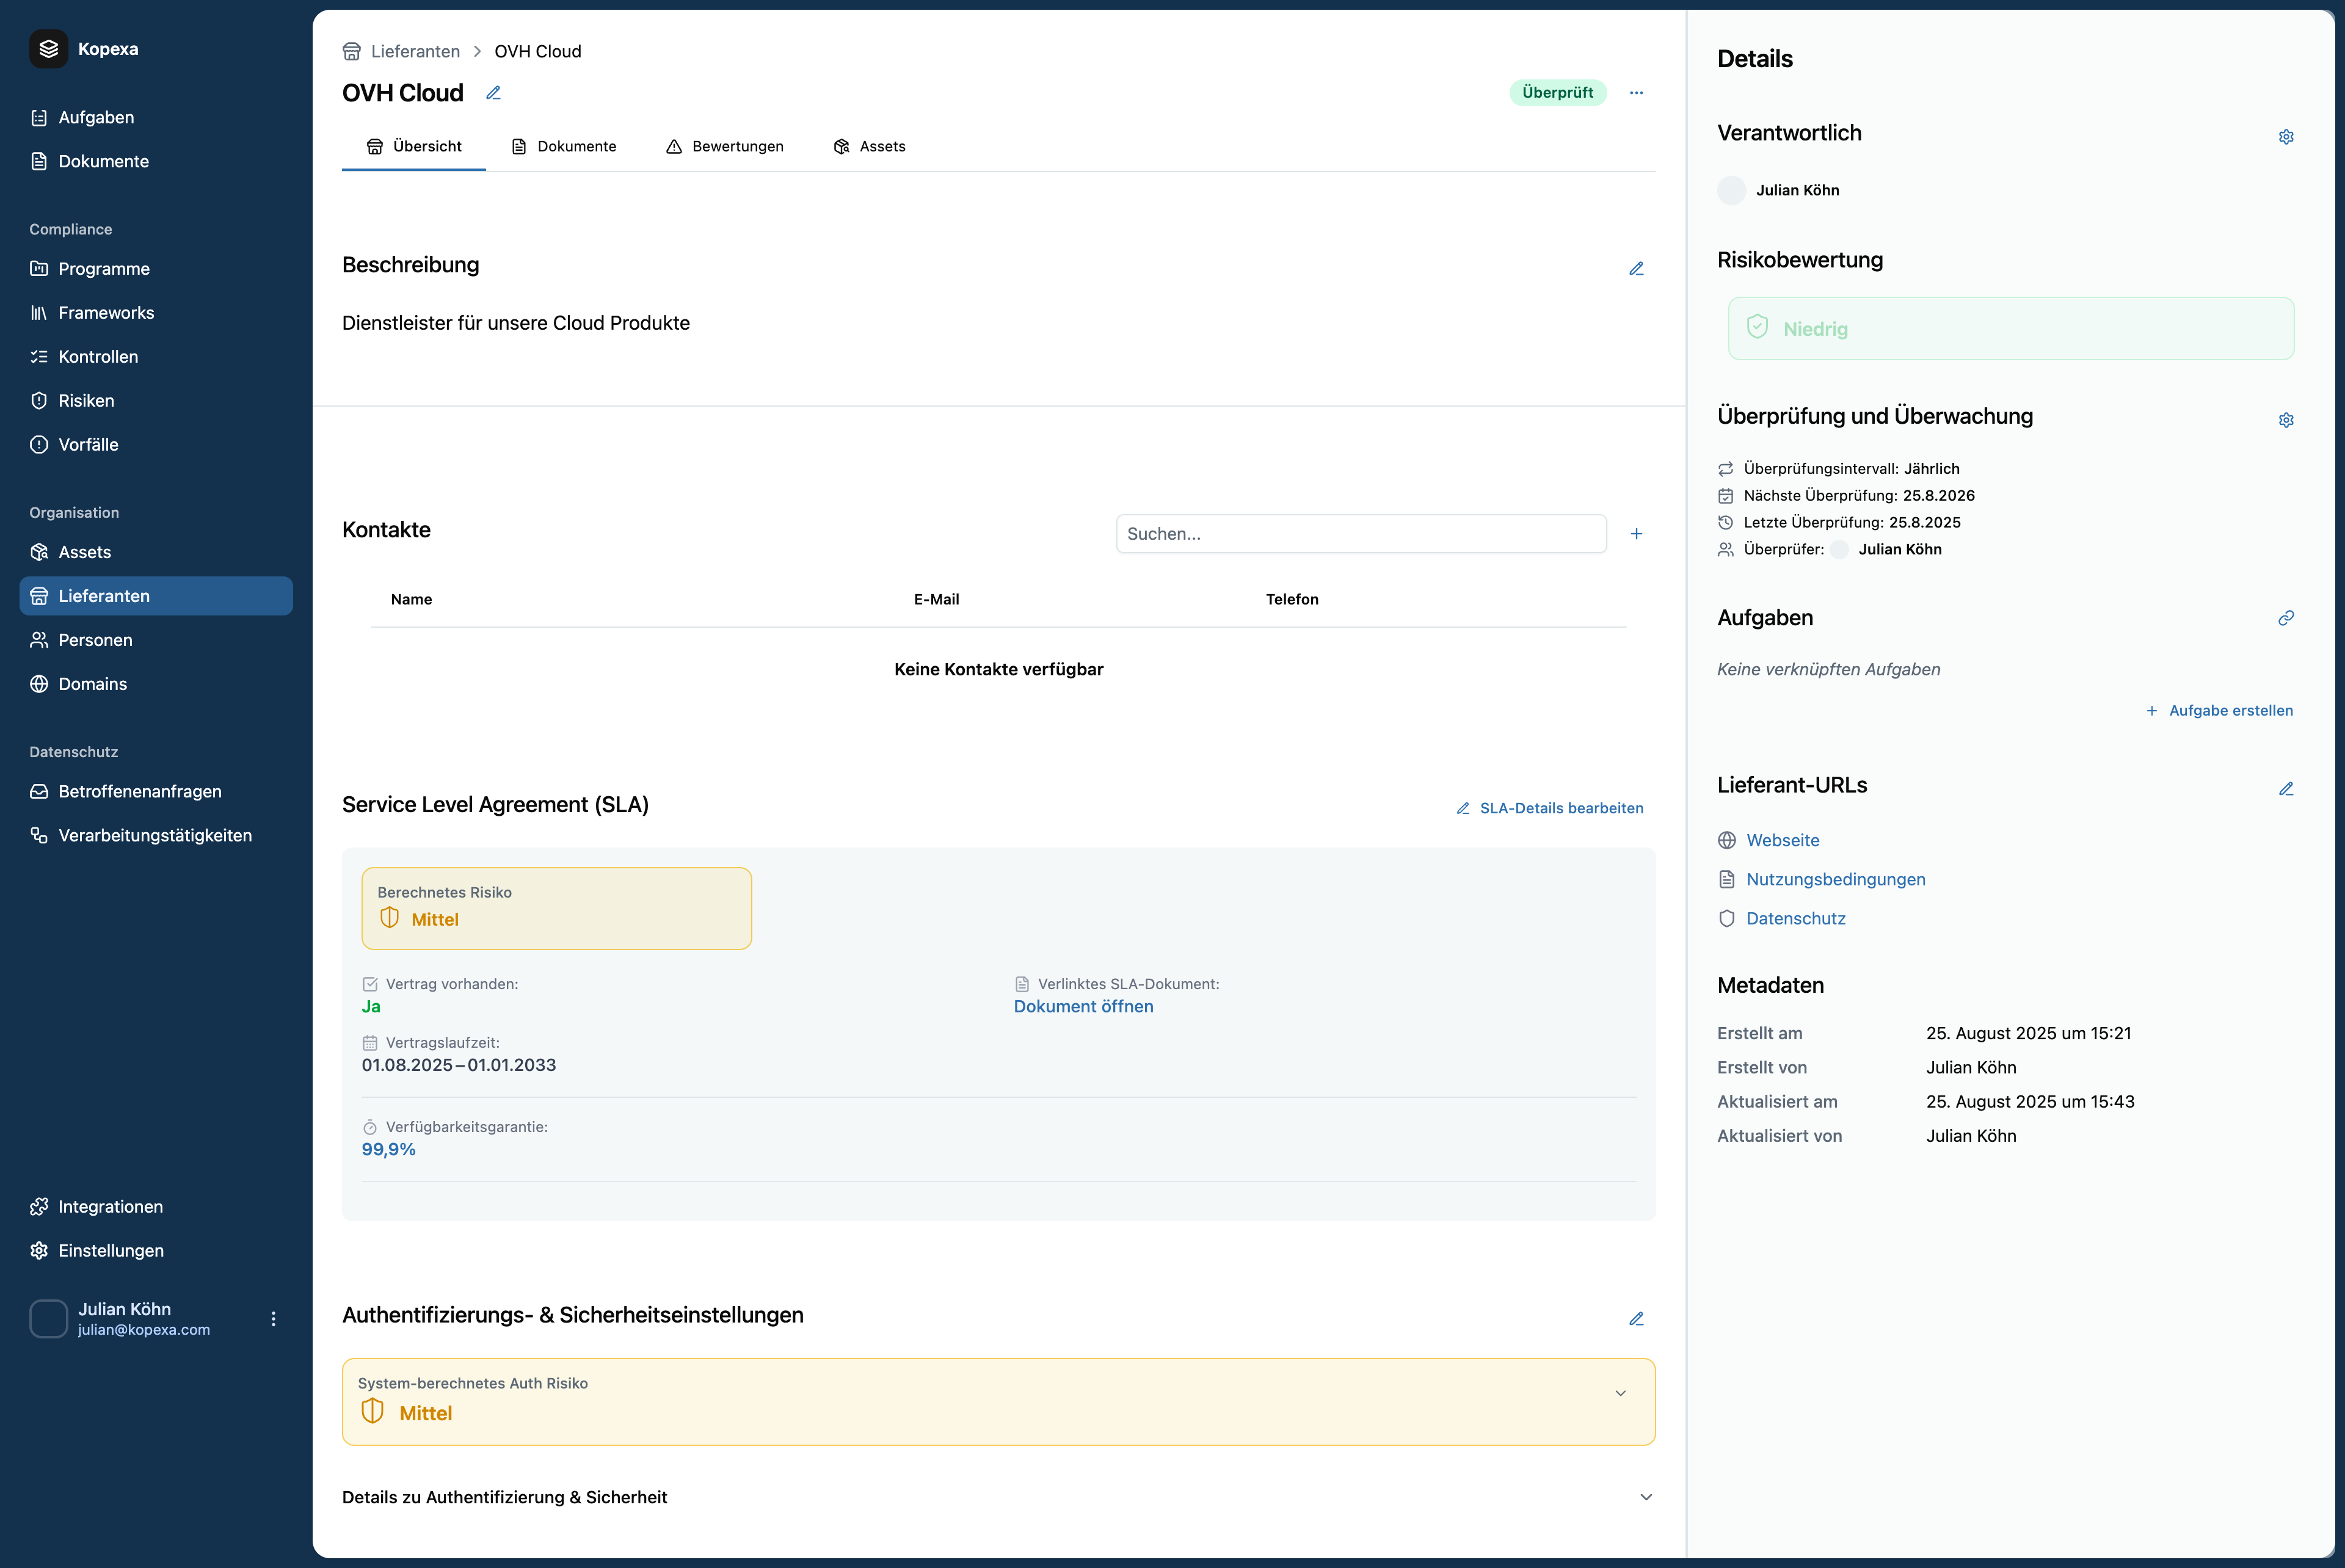 Kopexa
Aufgaben
Dokumente
Compliance
Programme
Frameworks
Kontrollen
Risiken
Vorfälle
Organisation
Assets
Lieferanten
Personen
Domains
Datenschutz
Betroffenenanfragen
Verarbeitungstätigkeiten
Integrationen
Einstellungen
Julian Köhn
julian@kopexa.com
Lieferanten > OVH Cloud
OVH Cloud
Überprüft
Übersicht Dokumente Bewertungen Assets
Beschreibung
Dienstleister für unsere Cloud Produkte
Kontakte
Suchen...
Name E-Mail Telefon
Keine Kontakte verfügbar
Service Level Agreement (SLA)
SLA-Details bearbeiten
Berechnetes Risiko
Mittel
Vertrag vorhanden:
Ja
Verlinktes SLA-Dokument:
Dokument öffnen
Vertragslaufzeit:
01.08.2025 – 01.01.2033
Verfügbarkeitsgarantie:
99,9%
Authentifizierungs- & Sicherheitseinstellungen
System-berechnetes Auth Risiko
Mittel
Details zu Authentifizierung & Sicherheit
Details
Verantwortlich
Julian Köhn
Risikobewertung
Niedrig
Überprüfung und Überwachung
Überprüfungsintervall: Jährlich
Nächste Überprüfung: 25.8.2026
Letzte Überprüfung: 25.8.2025
Überprüfer: Julian Köhn
Aufgaben
Keine verknüpften Aufgaben
+ Aufgabe erstellen
Lieferant-URLs
Webseite
Nutzungsbedingungen
Datenschutz
Metadaten
Erstellt am 25. August 2025 um 15:21
Erstellt von Julian Köhn
Aktualisiert am 25. August 2025 um 15:43
Aktualisiert von Julian Köhn